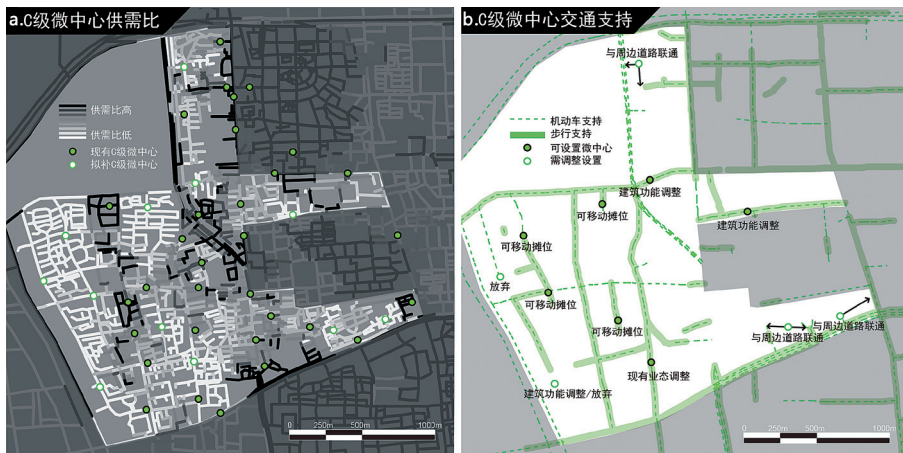 a.C级微中心供需比
供需比高
供需比低
现有C级微中心
拟补C级微中心
0 250m 500m 1000m
b.C级微中心交通支持
与周边道路联通
机动车支持
步行支持
可设置微中心
需调整设置
建筑功能调整
可移动摊位
建筑功能调整
可移动摊位
放弃
可移动摊位
可移动摊位
与周边道路联通
与周边道路联通
现有业态调整
建筑功能调整/放弃
0 250m 500m 1000m